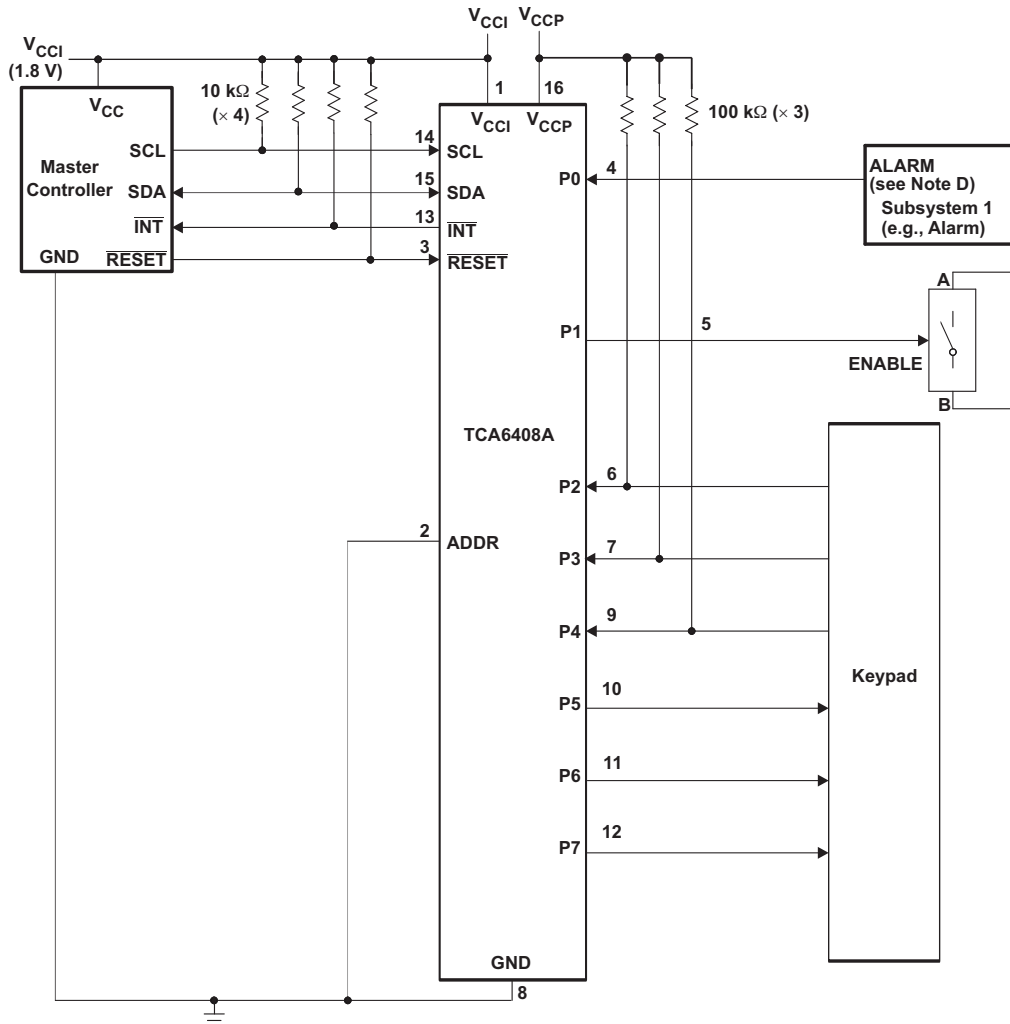 VCCI
(1.8 V)
VCCI
VCCP
VCC
10 kΩ
(× 4)
1
16
100 kΩ (× 3)
VCCI
VCCP
Master
Controller
SCL
14
SCL
SDA
15
SDA
INT
13
INT
GND
RESET
3
RESET
P0
4
ALARM
(see Note D)
Subsystem 1
(e.g., Alarm)
A
P1
5
ENABLE
B
TCA6408A
P2
6
2
ADDR
P3
7
P4
9
Keypad
P5
10
P6
11
P7
12
GND
8